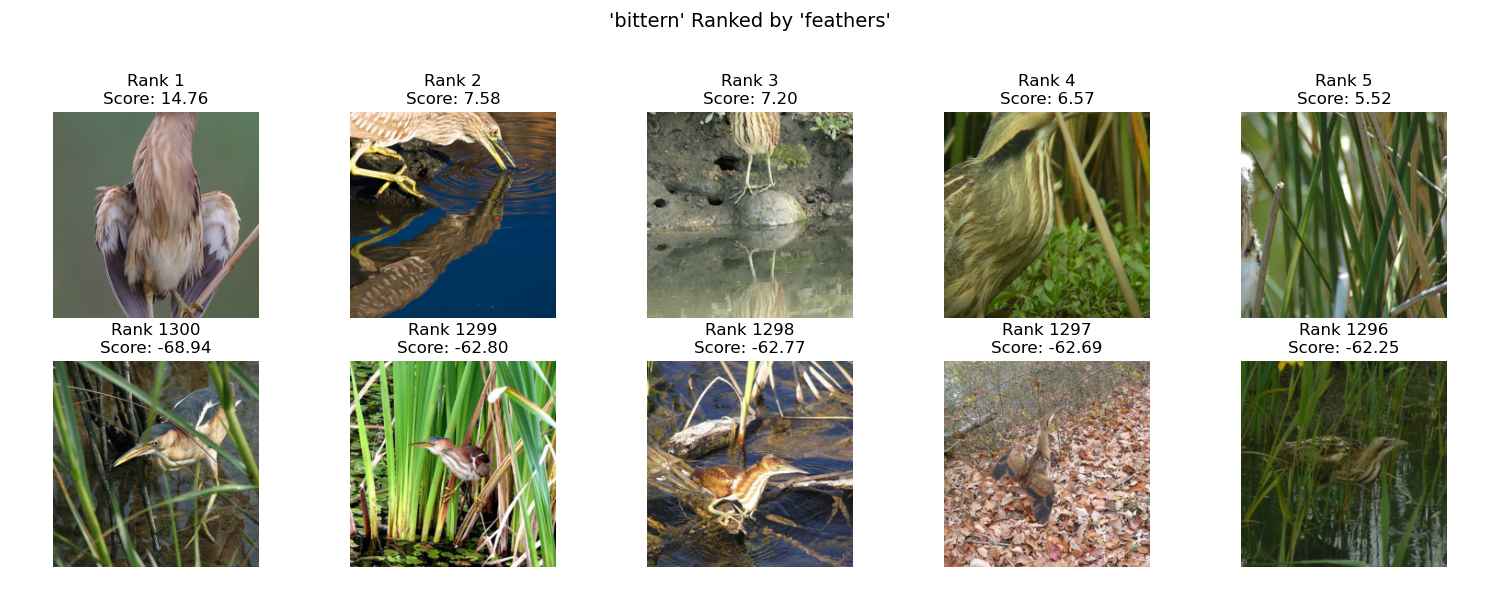 'bittern' Ranked by 'feathers'
Rank 1
Score: 14.76
Rank 2
Score: 7.58
Rank 3
Score: 7.20
Rank 4
Score: 6.57
Rank 5
Score: 5.52
Rank 1300
Score: -68.94
Rank 1299
Score: -62.80
Rank 1298
Score: -62.77
Rank 1297
Score: -62.69
Rank 1296
Score: -62.25